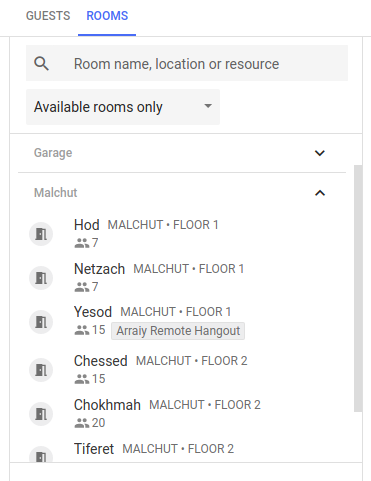 GUESTS ROOMS
Room name, location or resource
Available rooms only
Garage
Malchut
Hod MALCHUT • FLOOR 1
7
Netzach MALCHUT • FLOOR 1
7
Yesod MALCHUT • FLOOR 1
15 Arraiy Remote Hangout
Chessed MALCHUT • FLOOR 2
15
Chokhmah MALCHUT • FLOOR 2
20
Tiferet MALCHUT • FLOOR 2